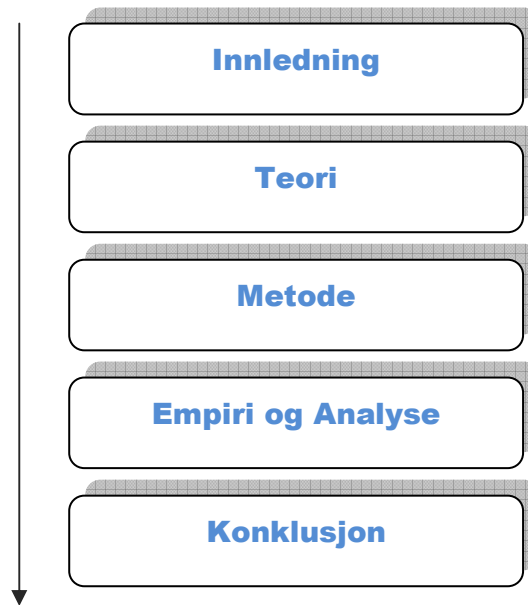 Innledning
Teori
Metode
Empiri og Analyse
Konklusjon